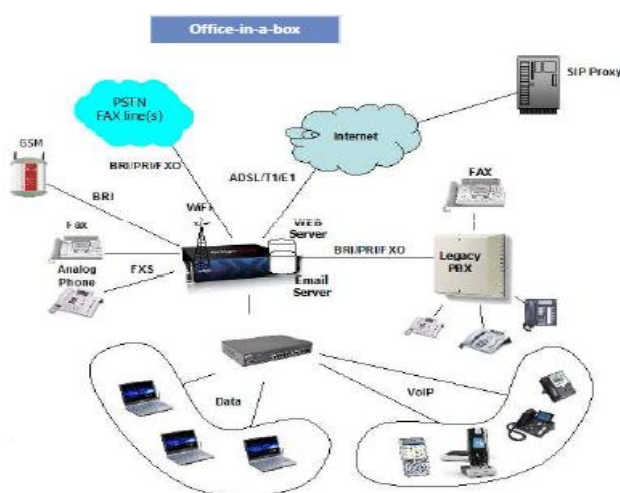 Office-in-a-box
SIP Proxy
PSTN
FAX line(s)
Internet
GSM
BRI/PRI/FXO
ADSL/T1/E1
FAX
BRI
WiFi
WEB
Server
Fax
BRI/PRI/FXO
Legacy
PBX
Analog
Phone
FXS
Email
Server
Data
VoIP